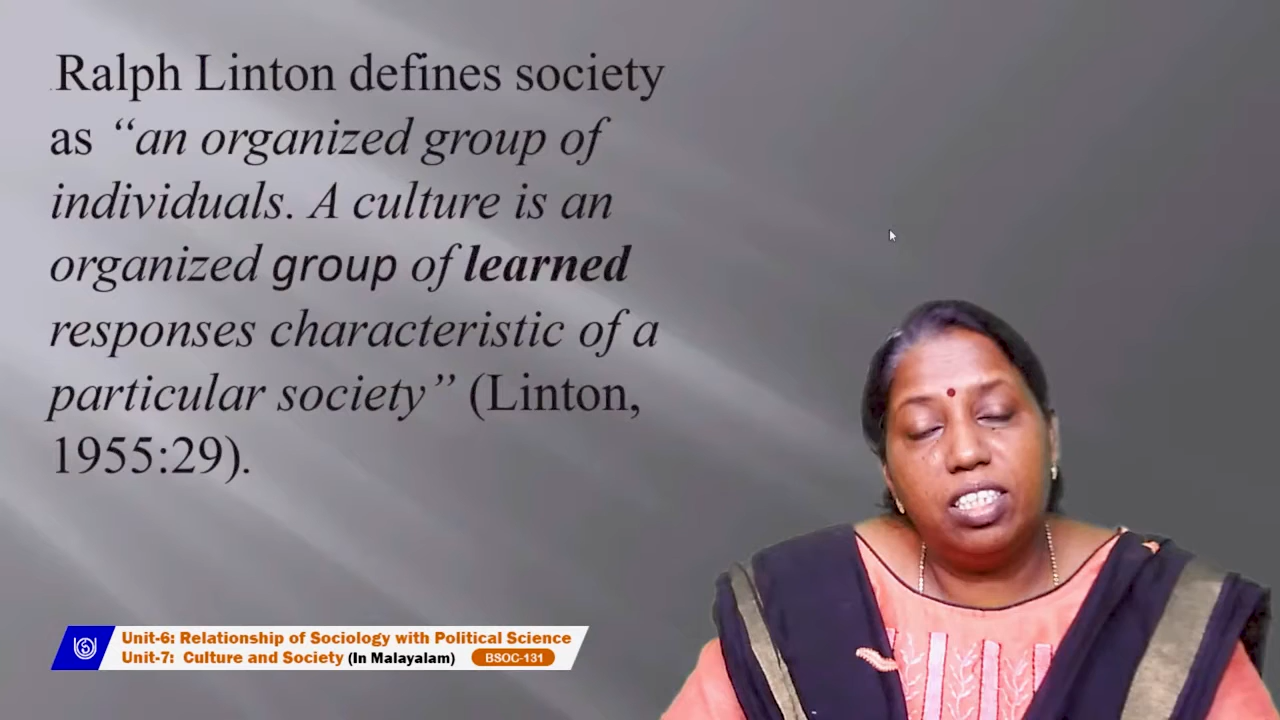 Ralph Linton defines society
as “an organized group of
individuals. A culture is an
organized group of learned
responses characteristic of a
particular society” (Linton,
1955:29).
Unit-6: Relationship of Sociology with Political Science
Unit-7: Culture and Society (In Malayalam) BSOC-131